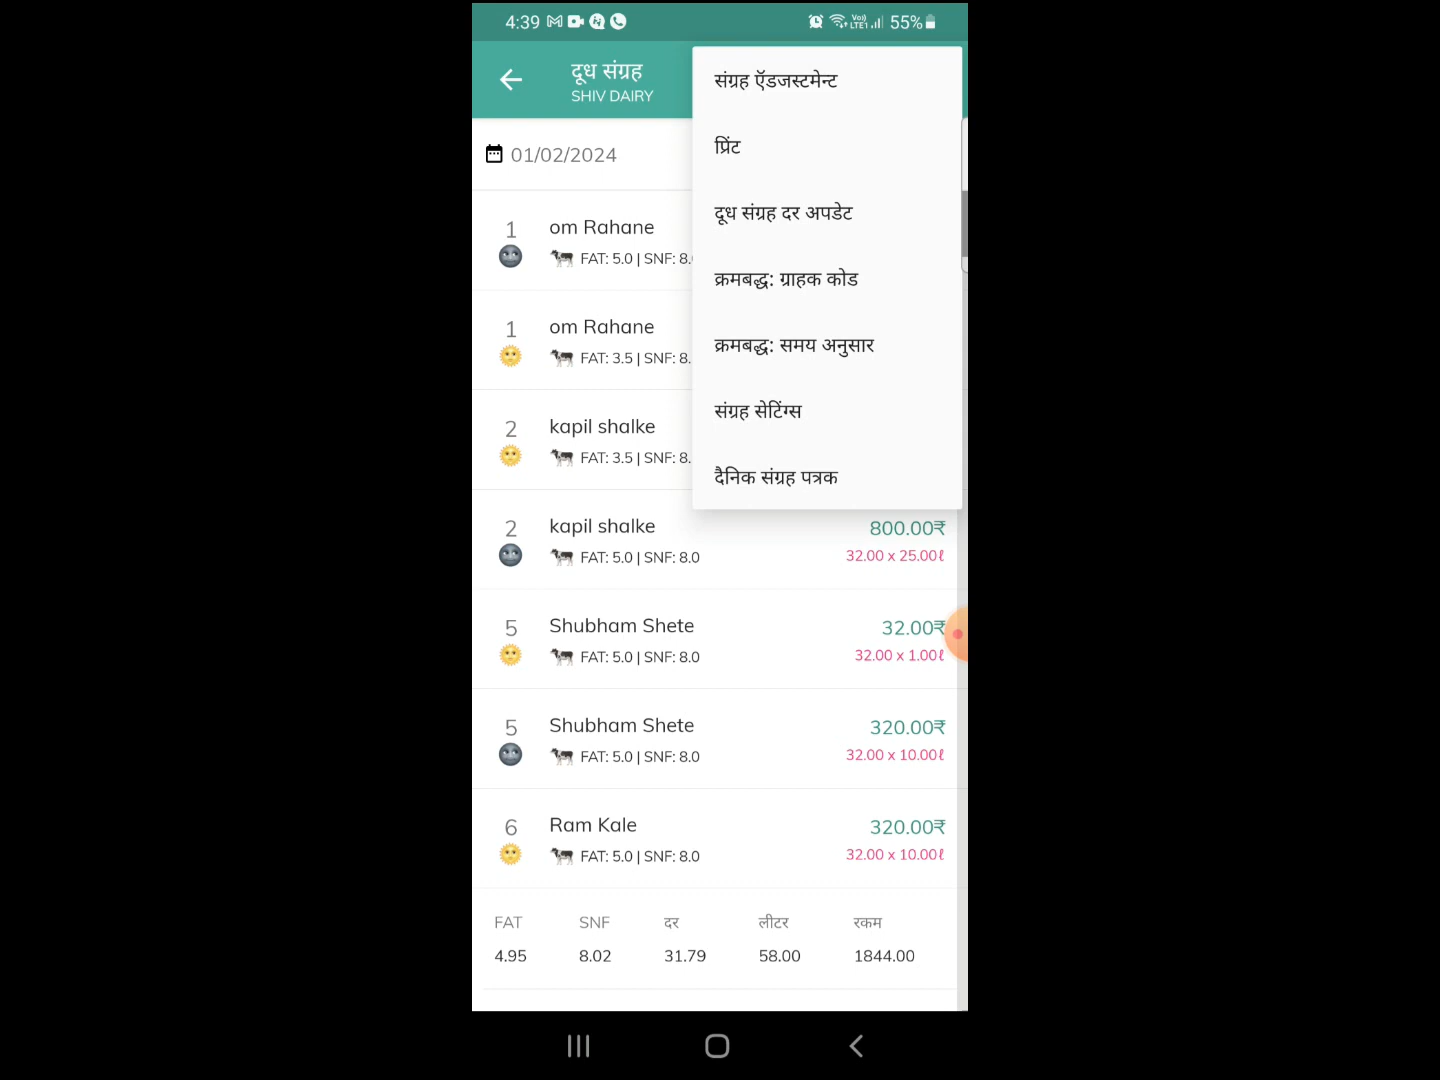 4:39
Vo))
LTE1
55%
दूध संग्रह
SHIV DAIRY
संग्रह ऍडजस्टमेन्ट
प्रिंट
दूध संग्रह दर अपडेट
क्रमबद्ध: ग्राहक कोड
क्रमबद्ध: समय अनुसार
संग्रह सेटिंग्स
दैनिक संग्रह पत्रक
01/02/2024
1 om Rahane
FAT: 5.0 | SNF: 8.
1 om Rahane
FAT: 3.5 | SNF: 8.
2 kapil shalke
FAT: 3.5 | SNF: 8.
2 kapil shalke 800.00₹
FAT: 5.0 | SNF: 8.0 32.00 x 25.00ℓ
5 Shubham Shete 32.00₹
FAT: 5.0 | SNF: 8.0 32.00 x 1.00ℓ
5 Shubham Shete 320.00₹
FAT: 5.0 | SNF: 8.0 32.00 x 10.00ℓ
6 Ram Kale 320.00₹
FAT: 5.0 | SNF: 8.0 32.00 x 10.00ℓ
FAT SNF दर लीटर रकम
4.95 8.02 31.79 58.00 1844.00